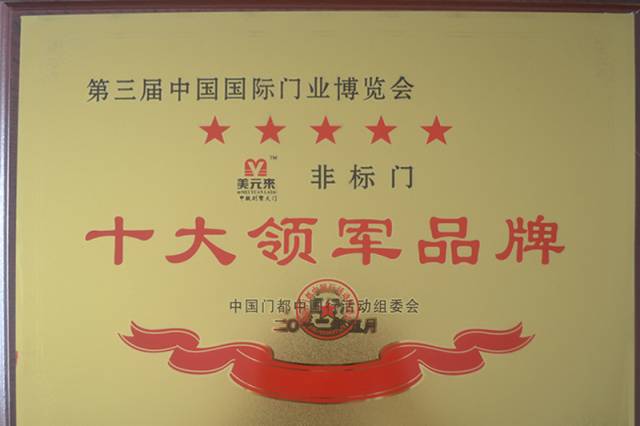 第三届中国国际门业博览会
TM
美元来
非标门
十大领军品牌
中国门都中国行活动组委会